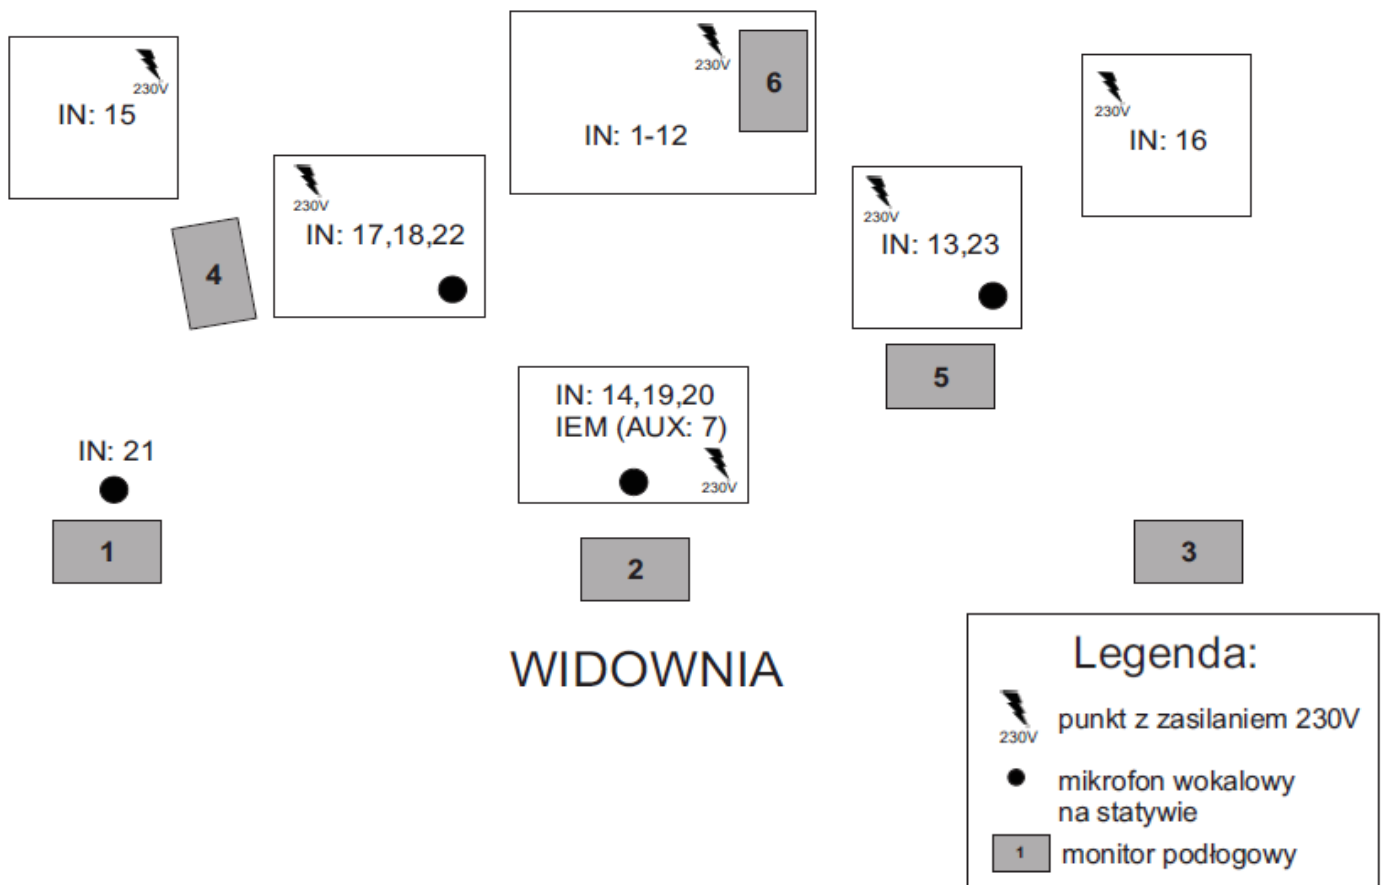 230V
IN: 15
230V
6
IN: 1-12
230V
IN: 16
230V
IN: 17,18,22
230V
IN: 13,23
4
5
IN: 14,19,20
IEM (AUX: 7)
230V
IN: 21
1
2
3
WIDOWNIA
Legenda:
230V
punkt z zasilaniem 230V
mikrofon wokalowy
na statywie
1
monitor podłogowy